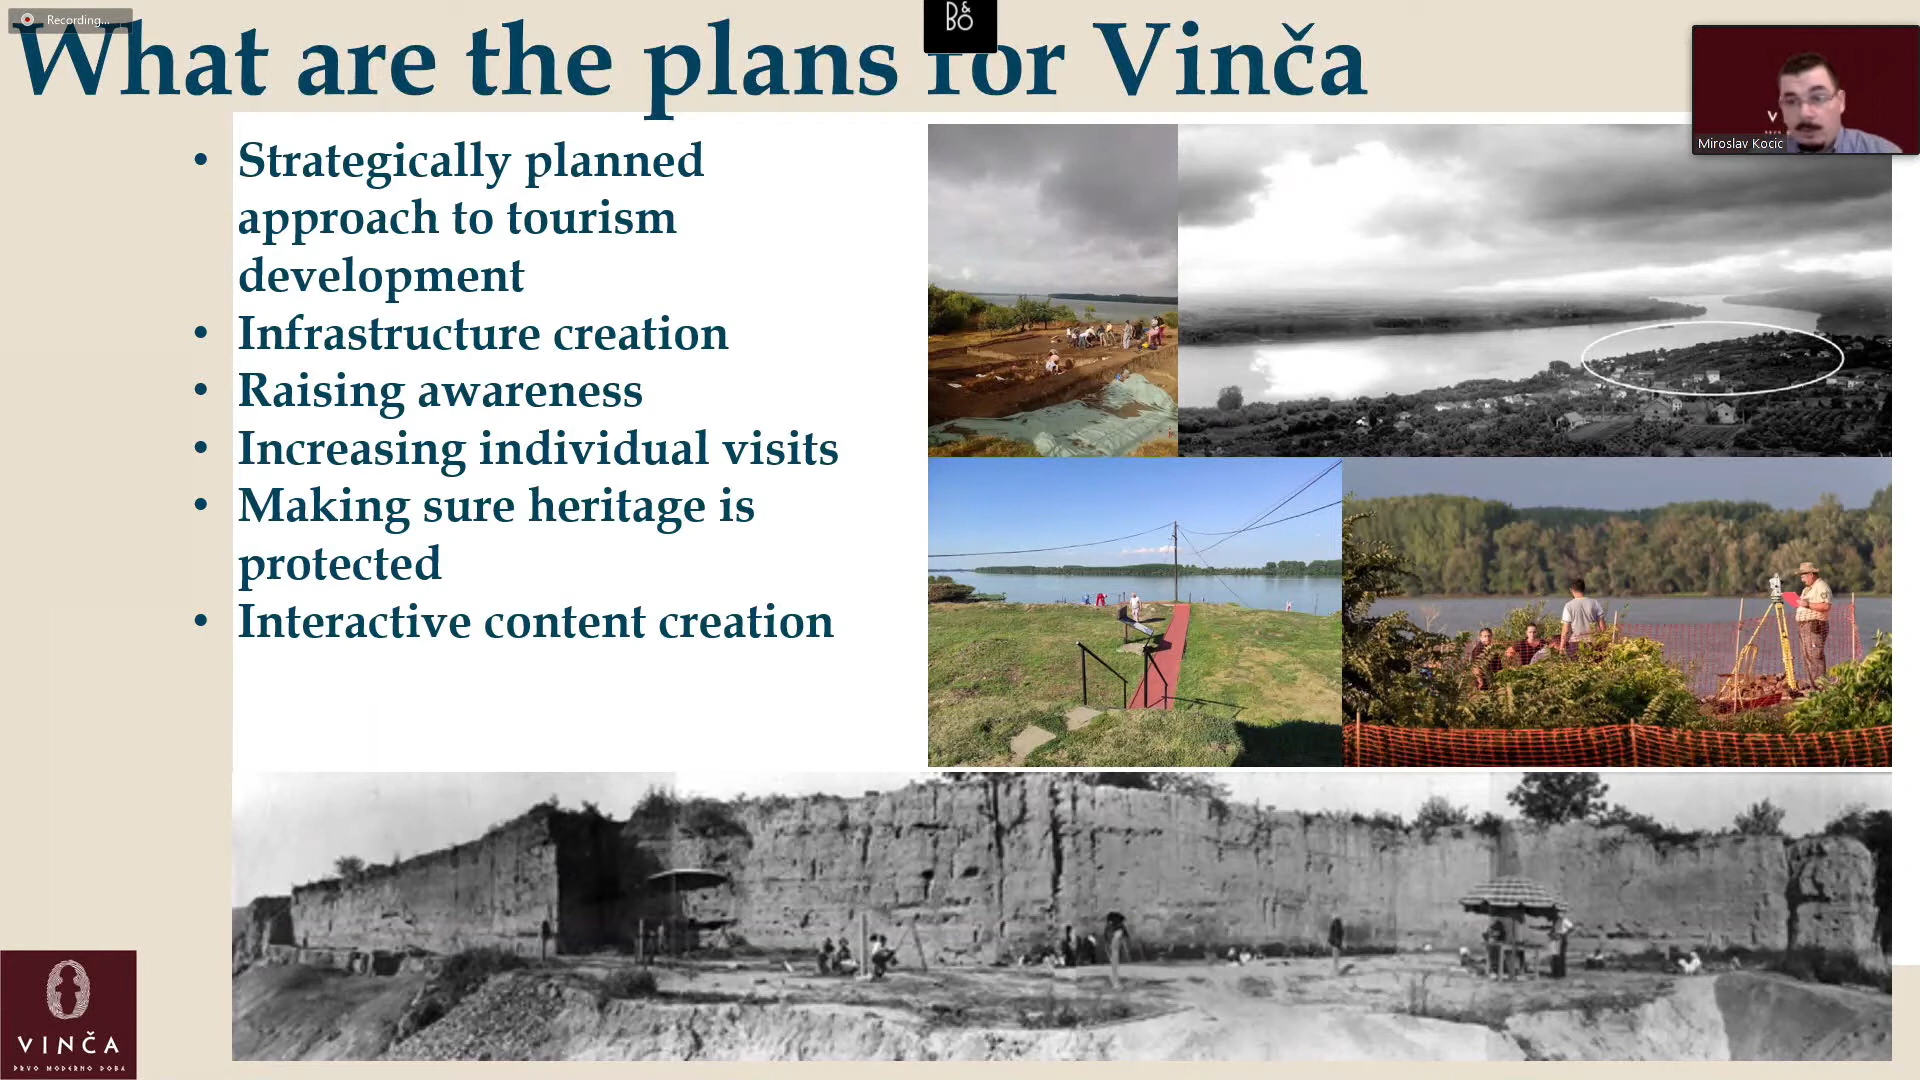 Recording...
B&
BO
What are the plans for Vinča
• Strategically planned
approach to tourism
development
• Infrastructure creation
• Raising awareness
• Increasing individual visits
• Making sure heritage is
protected
• Interactive content creation
Miroslav Kocic
VINČA
PRVO MODERNO DOBA